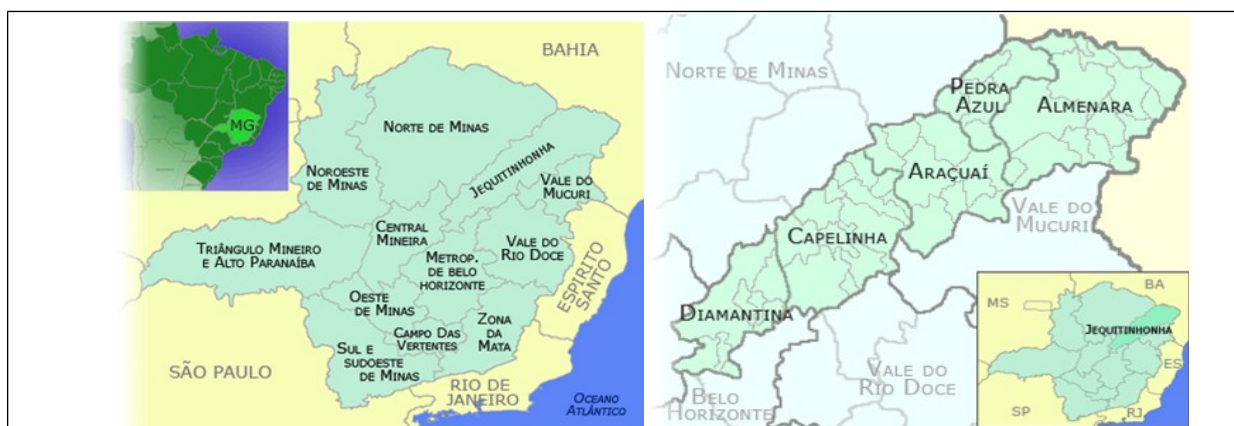 MG
BAHIA
NORTE DE MINAS
JEQUITINHONHA
NOROESTE
DE MINAS
VALE DO
MUCURI
CENTRAL
MINEIRA
TRIÂNGULO MINEIRO
E ALTO PARANAÍBA
VALE DO
RIO DOCE
METROP.
DE BELO
HORIZONTE
ESPIRITO
SANTO
OESTE
DE MINAS
ZONA
DA
MATA
CAMPO DAS
VERTENTES
SUL E
SUDOESTE
DE MINAS
SÃO PAULO
RIO DE
JANEIRO
OCEANO
ATLÂNTICO
NORTE DE MINAS
PEDRA
AZUL
ALMENARA
ARAÇUAÍ
VALE DO
MUCURI
CAPELINHA
DIAMANTINA
VALE DO
RIO DOCE
BELO
HORIZONTE
MS
BA
JEQUITINHONHA
ES
SP
RJ